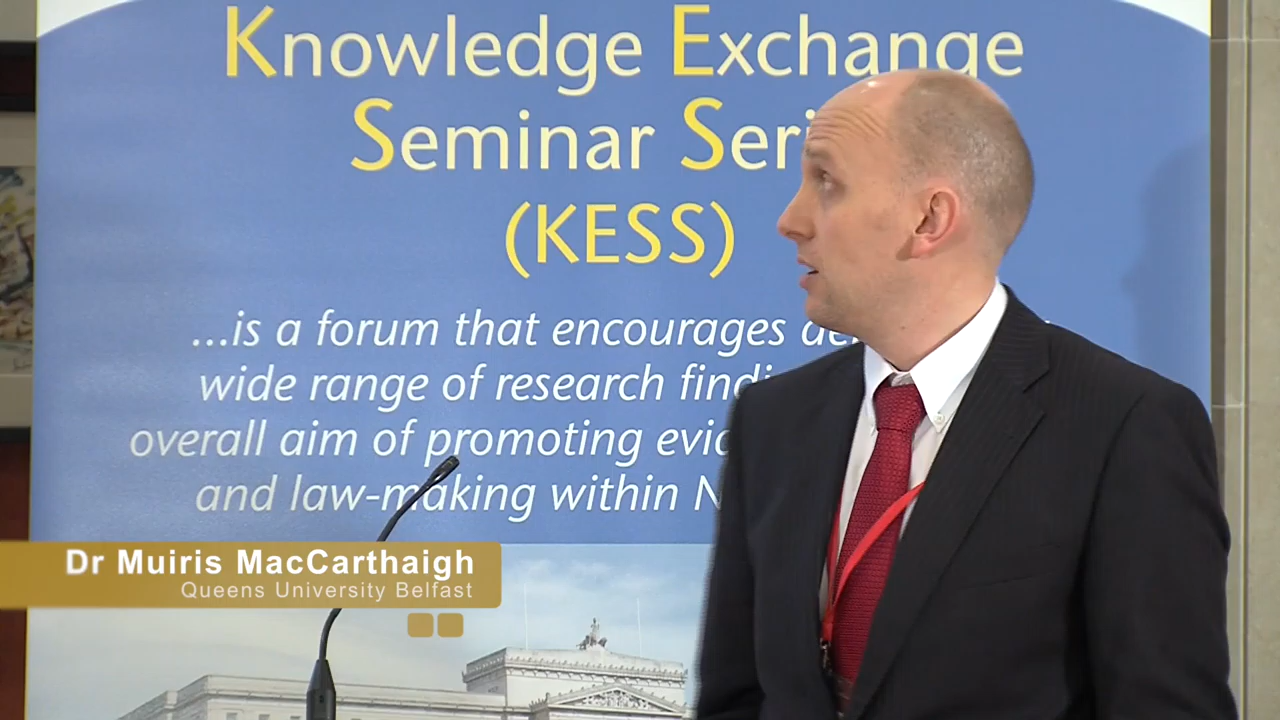 Knowledge Exchange
Seminar Seri
(KESS)
...is a forum that encourages de
wide range of research findi
overall aim of promoting evid
and law-making within N
Dr Muiris MacCarthaigh
Queens University Belfast